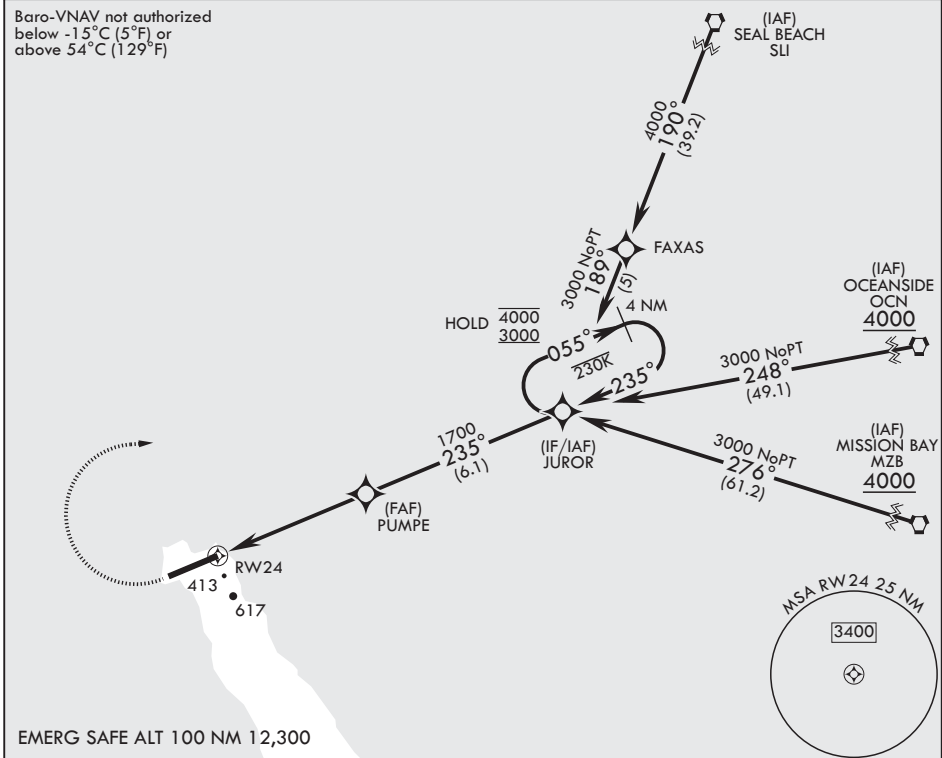 Baro-VNAV not authorized
below -15°C (5°F) or
above 54°C (129°F)
(IAF)
SEAL BEACH
SLI
4000
190°
(39.2)
FAXAS
3000 NoPT
189°
(5)
4 NM
HOLD 4000
3000
055°
230K
235°
(IAF)
OCEANSIDE
OCN
4000
3000 NoPT
248°
(49.1)
(IAF)
MISSION BAY
MZB
4000
3000 NoPT
276°
(61.2)
(IF/IAF)
JUROR
1700
235°
(6.1)
(FAF)
PUMPE
RW24
413
617
MSA RW24 25 NM
3400
EMERG SAFE ALT 100 NM 12,300